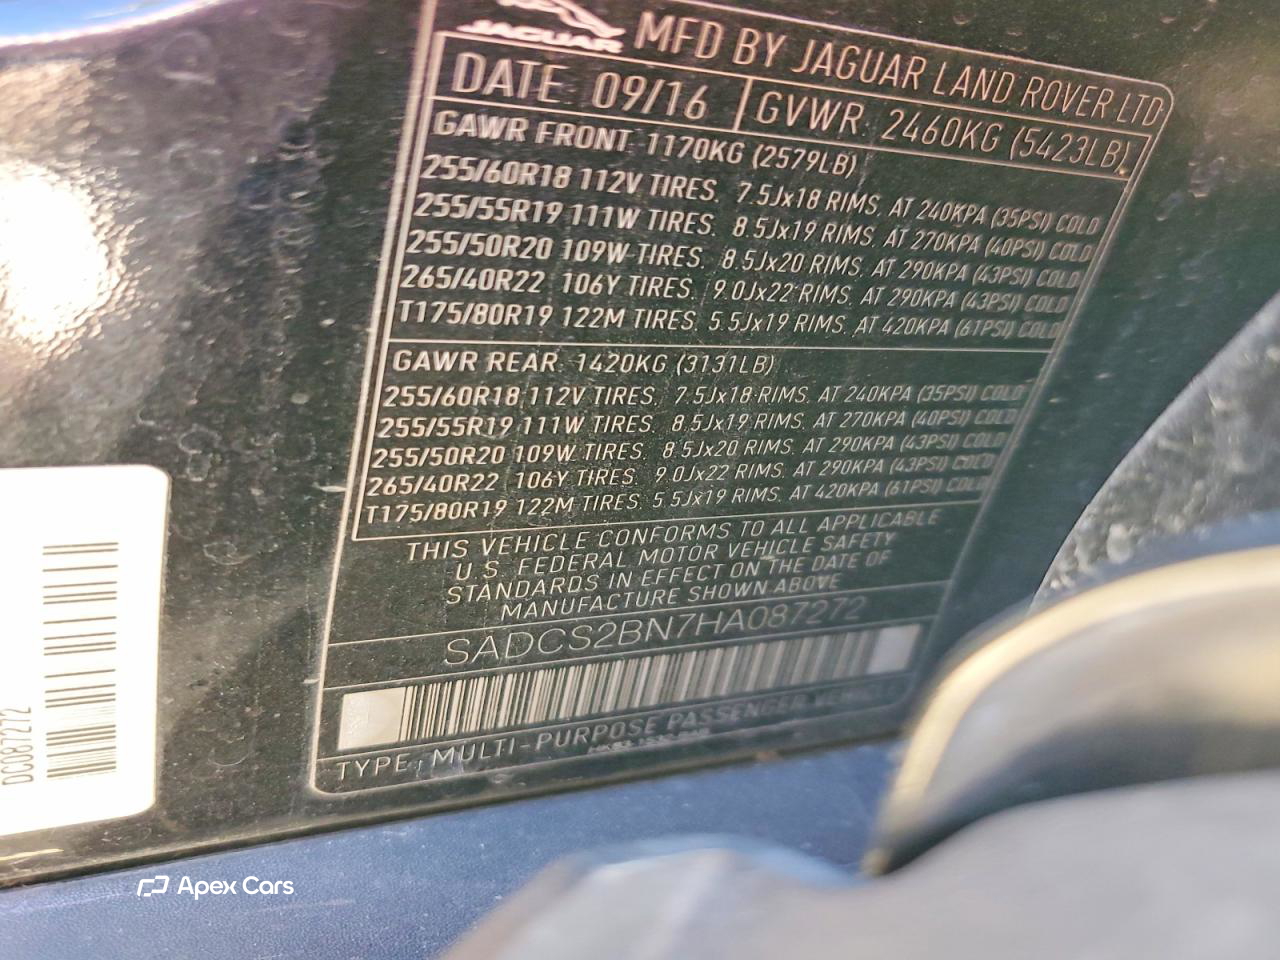 JAGUAR
MFD BY JAGUAR LAND ROVER LTD
DATE 09/16 GVWR 2460KG (5423LB)
GAWR FRONT 1170KG (2579LB)
255/60R18 112V TIRES, 7.5Jx18 RIMS, AT 240KPA (35PSI) COLD
255/55R19 111W TIRES, 8.5Jx19 RIMS, AT 270KPA (40PSI) COLD
255/50R20 109W TIRES, 8.5Jx20 RIMS, AT 290KPA (43PSI) COLD
265/40R22 106Y TIRES, 9.0Jx22 RIMS, AT 290KPA (43PSI) COLD
T175/80R19 122M TIRES, 5.5Jx19 RIMS, AT 420KPA (61PSI) COLD
GAWR REAR 1420KG (3131LB)
255/60R18 112V TIRES, 7.5Jx18 RIMS, AT 240KPA (35PSI) COLD
255/55R19 111W TIRES, 8.5Jx19 RIMS, AT 270KPA (40PSI) COLD
255/50R20 109W TIRES, 8.5Jx20 RIMS, AT 290KPA (43PSI) COLD
265/40R22 106Y TIRES, 9.0Jx22 RIMS, AT 290KPA (43PSI) COLD
T175/80R19 122M TIRES, 5.5Jx19 RIMS, AT 420KPA (61PSI) COLD
THIS VEHICLE CONFORMS TO ALL APPLICABLE
U.S. FEDERAL MOTOR VEHICLE SAFETY
STANDARDS IN EFFECT ON THE DATE OF
MANUFACTURE SHOWN ABOVE
SADCS2BN7HA087272
TYPE: MULTI-PURPOSE PASSENGER VEHICLE
DC087272
Apex Cars